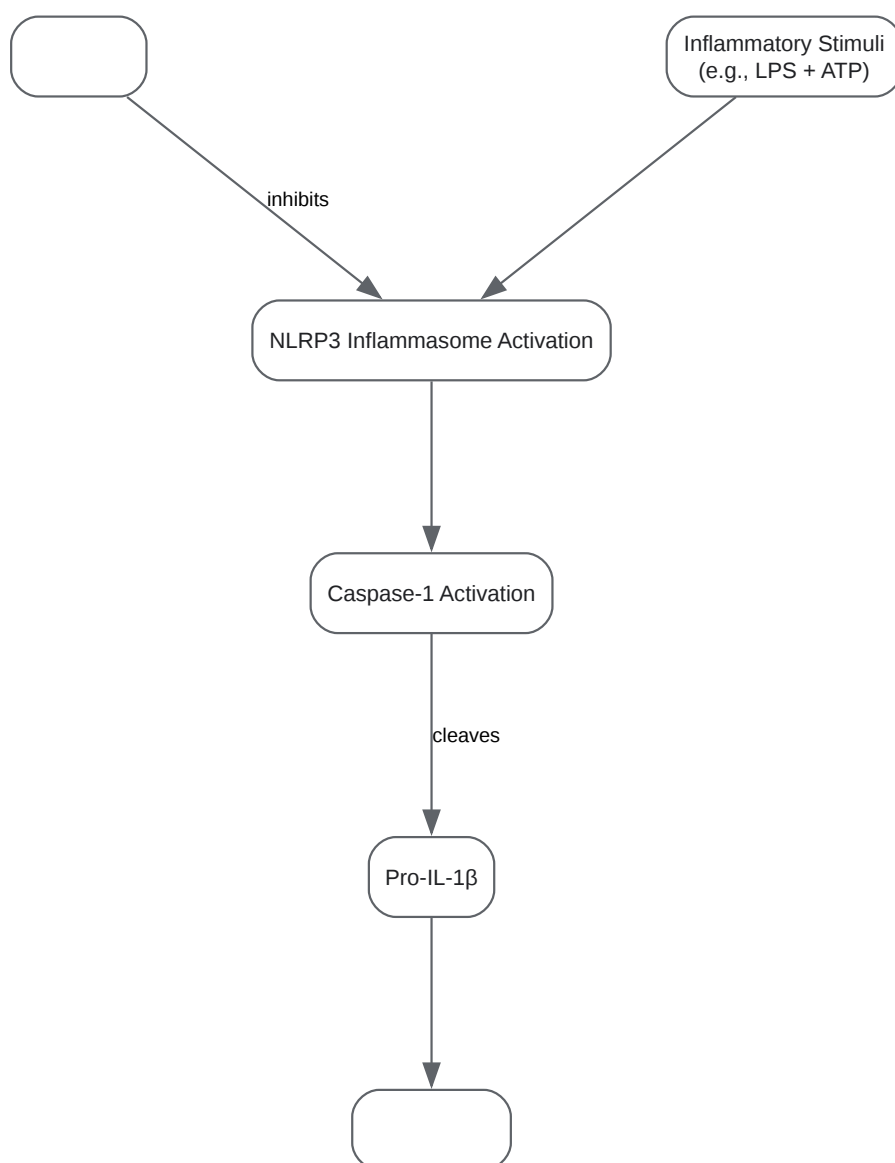 Inflammatory Stimuli
(e.g., LPS + ATP)
inhibits
NLRP3 Inflammasome Activation
Caspase-1 Activation
cleaves
Pro-IL-1β